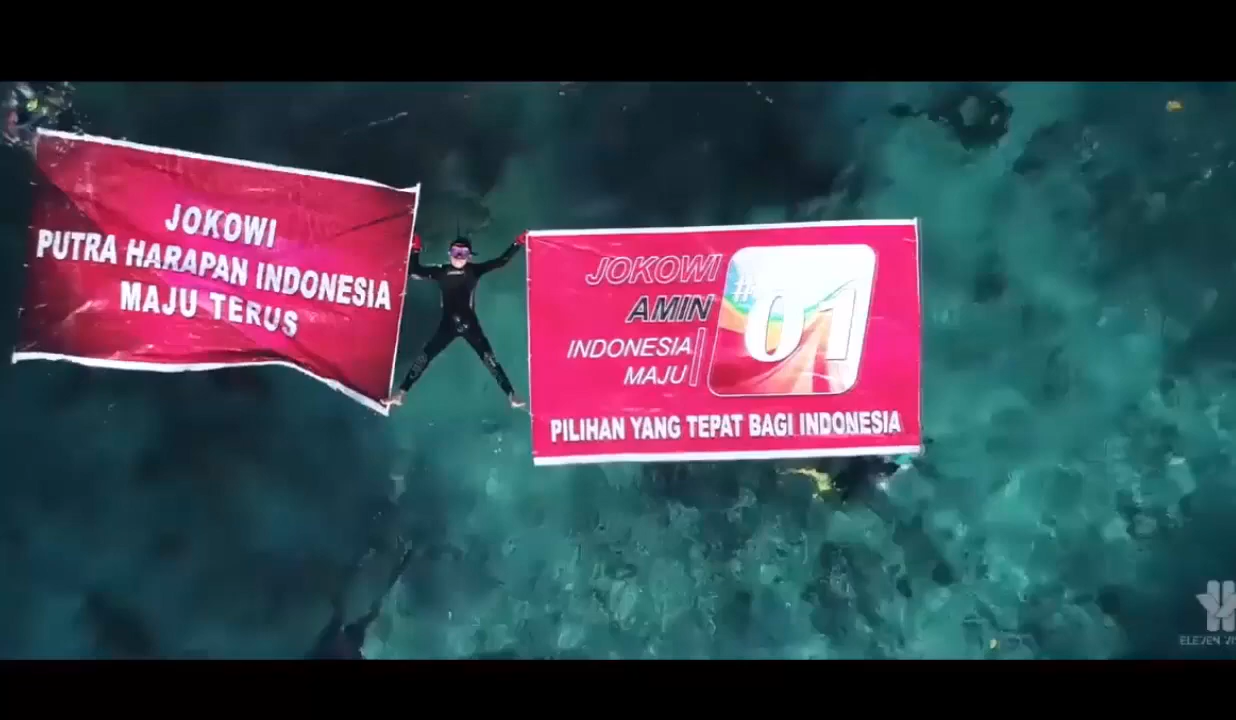 JOKOWI
PUTRA HARAPAN INDONESIA
MAJU TERUS
JOKOWI
AMIN
INDONESIA
MAJU
#01
PILIHAN YANG TEPAT BAGI INDONESIA